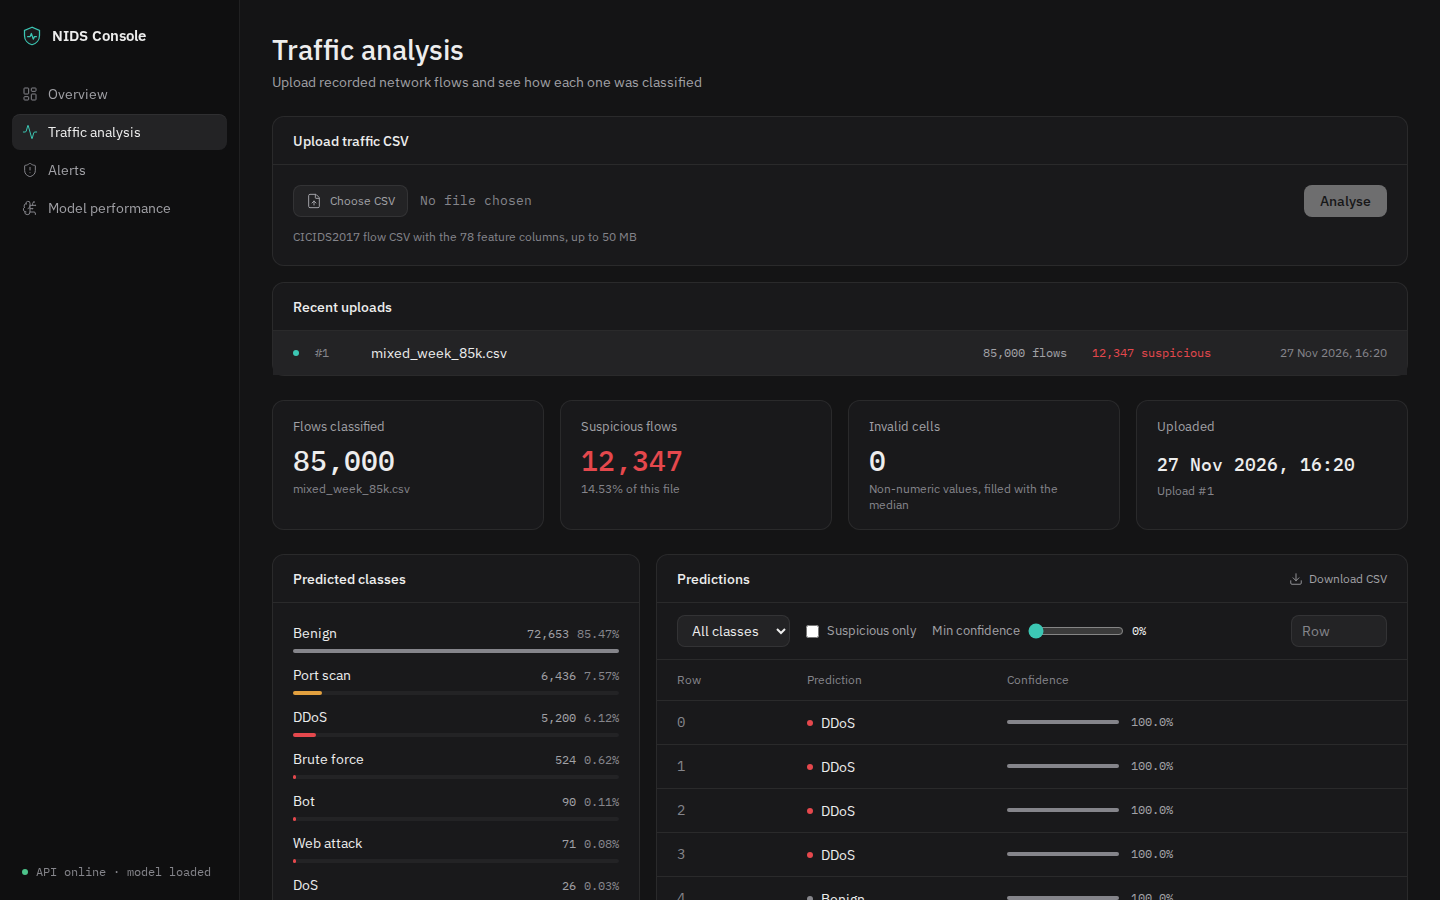 NIDS Console
Overview
Traffic analysis
Alerts
Model performance
API online · model loaded
Traffic analysis
Upload recorded network flows and see how each one was classified
Upload traffic CSV
Choose CSV No file chosen Analyse
CICIDS2017 flow CSV with the 78 feature columns, up to 50 MB
Recent uploads
#1 mixed_week_85k.csv 85,000 flows 12,347 suspicious 27 Nov 2026, 16:20
Flows classified
85,000
mixed_week_85k.csv
Suspicious flows
12,347
14.53% of this file
Invalid cells
0
Non-numeric values, filled with the
median
Uploaded
27 Nov 2026, 16:20
Upload #1
Predicted classes
Benign 72,653 85.47%
Port scan 6,436 7.57%
DDoS 5,200 6.12%
Brute force 524 0.62%
Bot 90 0.11%
Web attack 71 0.08%
DoS 26 0.03%
Predictions Download CSV
All classes Suspicious only Min confidence 0% Row
Row Prediction Confidence
0 DDoS 100.0%
1 DDoS 100.0%
2 DDoS 100.0%
3 DDoS 100.0%
4 Benign 100.0%